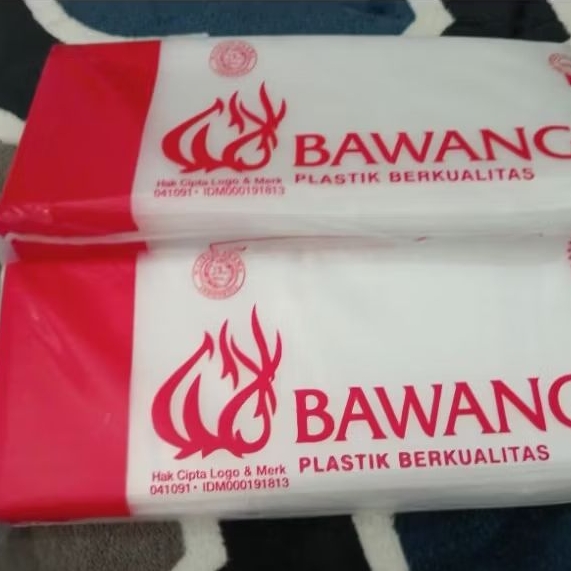 BAWANG
PLASTIK BERKUALITAS
Hak Cipta Logo & Merk
041091 • IDM000191813
BAWANG
PLASTIK BERKUALITAS
Hak Cipta Logo & Merk
041091 • IDM000191813